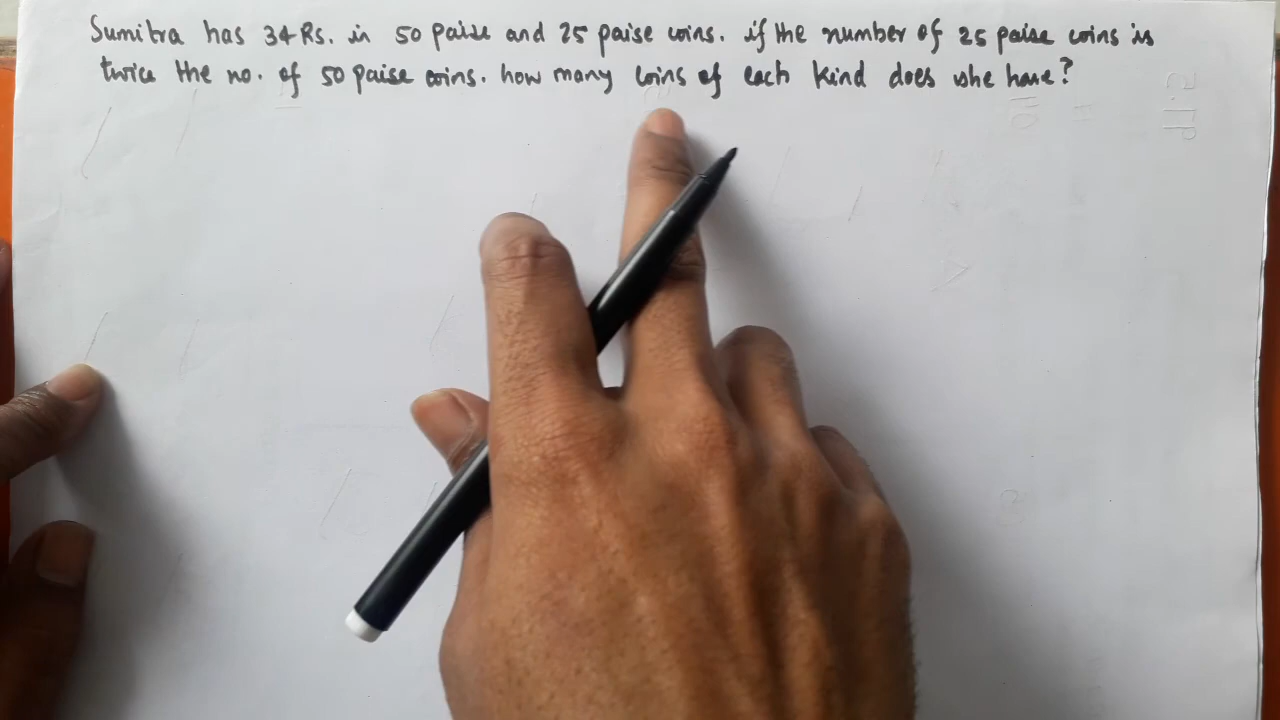 Sumitra has 34 Rs. in 50 paise and 25 paise coins. if the number of 25 paise coins is
twice the no. of 50 paise coins. how many coins of each kind does she have?